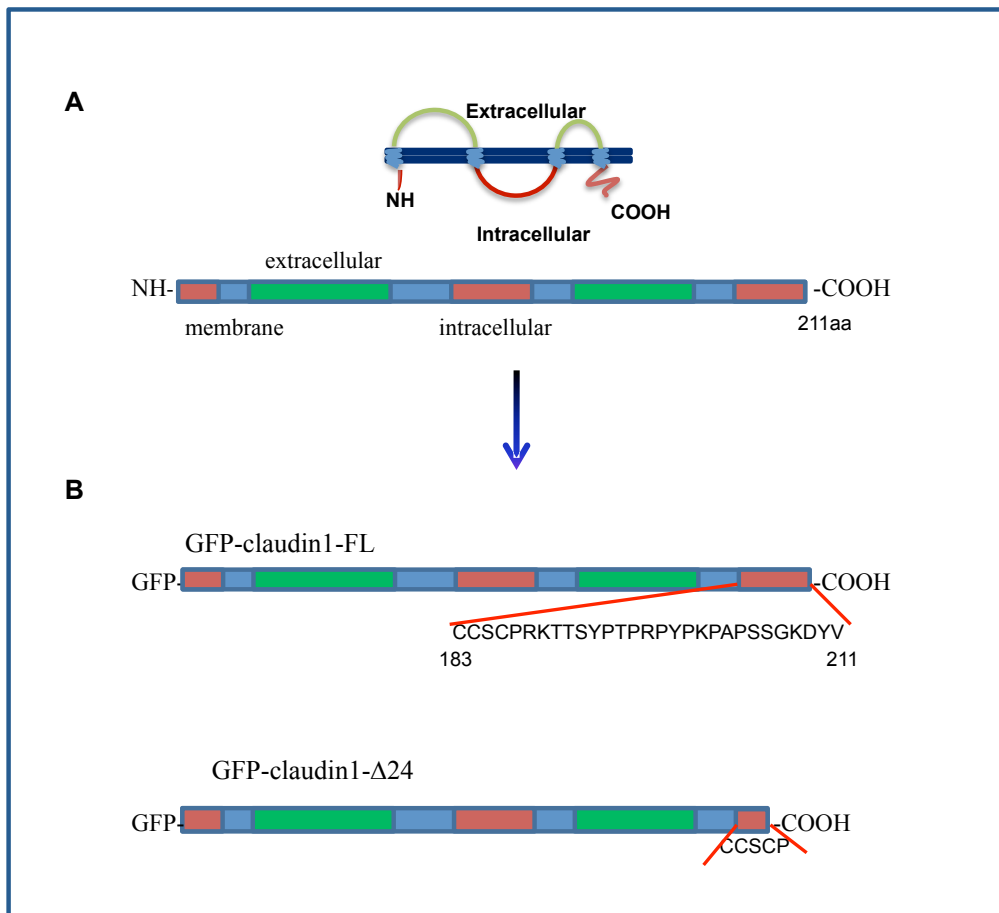 A
Extracellular
NH
COOH
Intracellular
extracellular
NH-
-COOH
membrane
intracellular
211aa
B
GFP-claudin1-FL
GFP-
-COOH
CCSCPRKTTSYPTPRPYPKPAPSSGKDYV
183
211
GFP-claudin1-Δ24
GFP-
-COOH
CCSCP